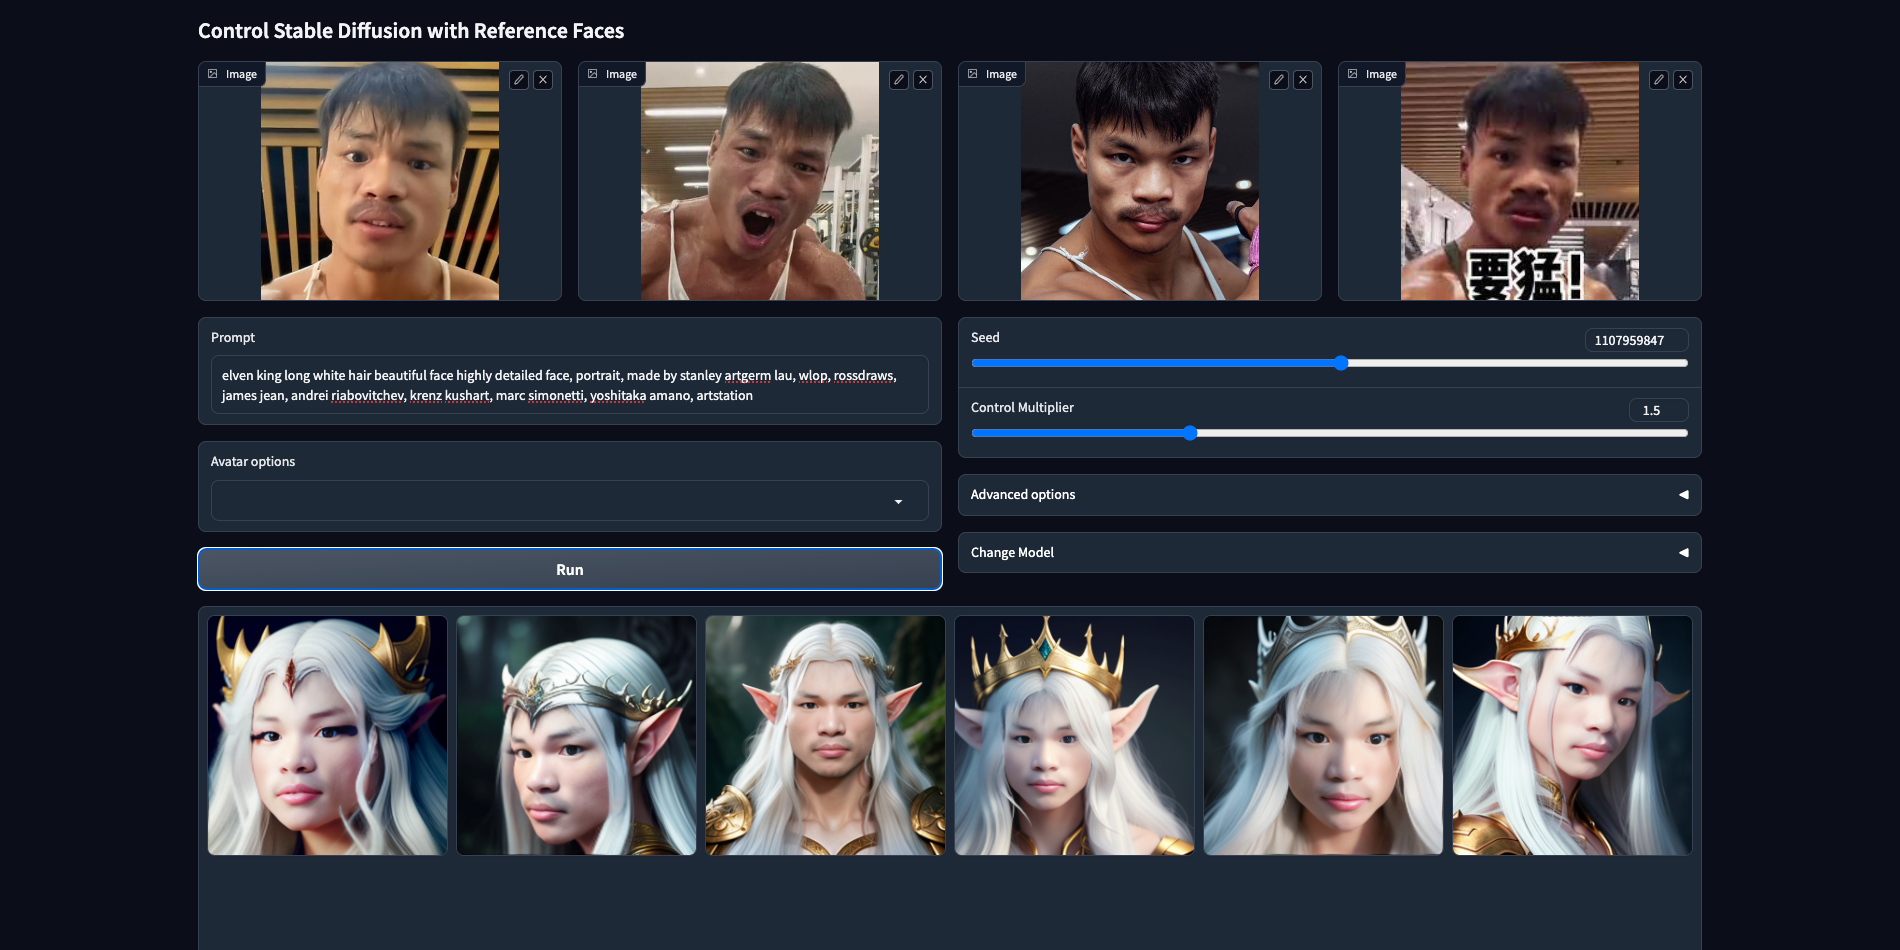 Control Stable Diffusion with Reference Faces
Image
Image
Image
Image
要猛!
Prompt
elven king long white hair beautiful face highly detailed face, portrait, made by stanley artgerm lau, wlop, rossdraws,
james jean, andrei riabovitchev, krenz kushart, marc simonetti, yoshitaka amano, artstation
Avatar options
Run
Seed
1107959847
Control Multiplier
1.5
Advanced options
Change Model